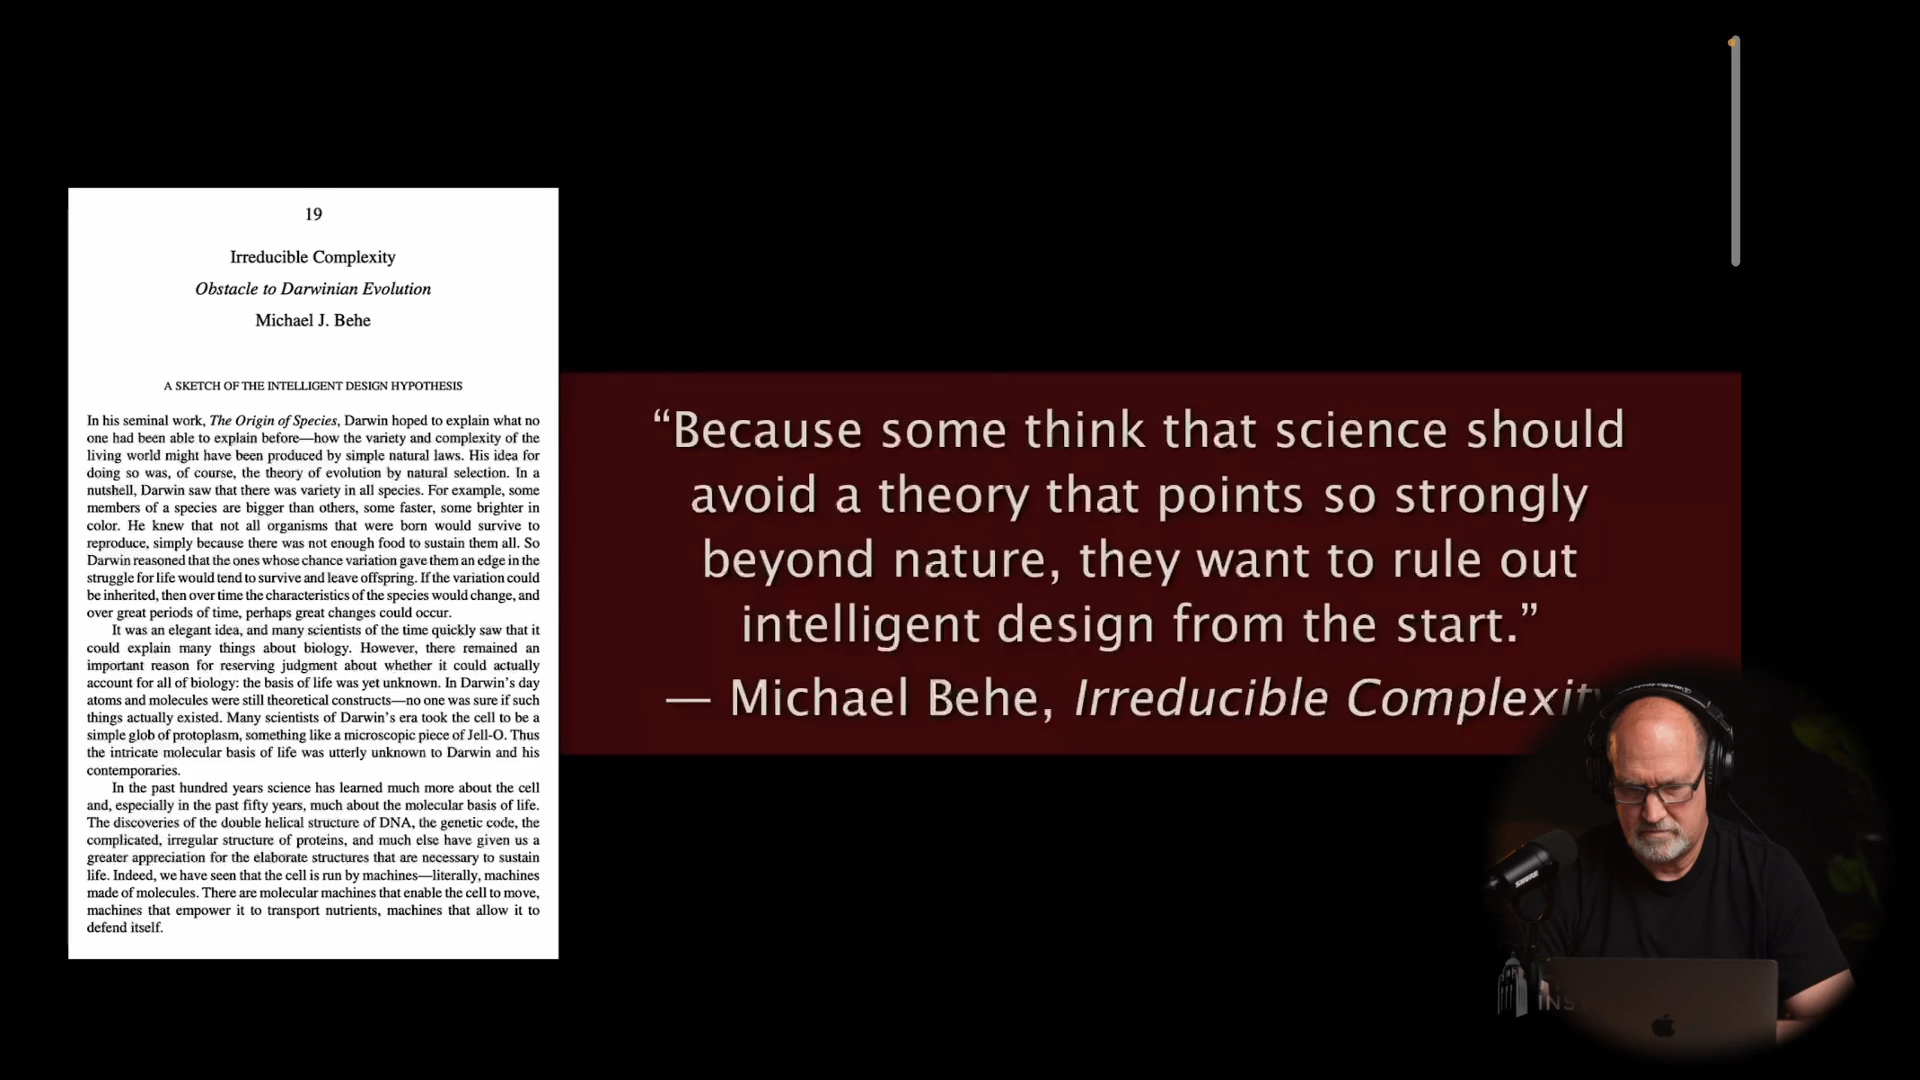 19
Irreducible Complexity
Obstacle to Darwinian Evolution
Michael J. Behe
A SKETCH OF THE INTELLIGENT DESIGN HYPOTHESIS
In his seminal work, The Origin of Species, Darwin hoped to explain what no
one had been able to explain before—how the variety and complexity of the
living world might have been produced by simple natural laws. His idea for
doing so was, of course, the theory of evolution by natural selection. In a
nutshell, Darwin saw that there was variety in all species. For example, some
members of a species are bigger than others, some faster, some brighter in
color. He knew that not all organisms that were born would survive to
reproduce, simply because there was not enough food to sustain them all. So
Darwin reasoned that the ones whose chance variation gave them an edge in the
struggle for life would tend to survive and leave offspring. If the variation could
be inherited, then over time the characteristics of the species would change, and
over great periods of time, perhaps great changes could occur.
It was an elegant idea, and many scientists of the time quickly saw that it
could explain many things about biology. However, there remained an
important reason for reserving judgment about whether it could actually
account for all of biology: the basis of life was yet unknown. In Darwin's day
atoms and molecules were still theoretical constructs—no one was sure if such
things actually existed. Many scientists of Darwin's era took the cell to be a
simple glob of protoplasm, something like a microscopic piece of Jell-O. Thus
the intricate molecular basis of life was utterly unknown to Darwin and his
contemporaries.
In the past hundred years science has learned much more about the cell
and, especially in the past fifty years, much about the molecular basis of life.
The discoveries of the double helical structure of DNA, the genetic code, the
complicated, irregular structure of proteins, and much else have given us a
greater appreciation for the elaborate structures that are necessary to sustain
life. Indeed, we have seen that the cell is run by machines—literally, machines
made of molecules. There are molecular machines that enable the cell to move,
machines that empower it to transport nutrients, machines that allow it to
defend itself.
“Because some think that science should
avoid a theory that points so strongly
beyond nature, they want to rule out
intelligent design from the start.”
— Michael Behe, Irreducible Complexity
SHURE
INS